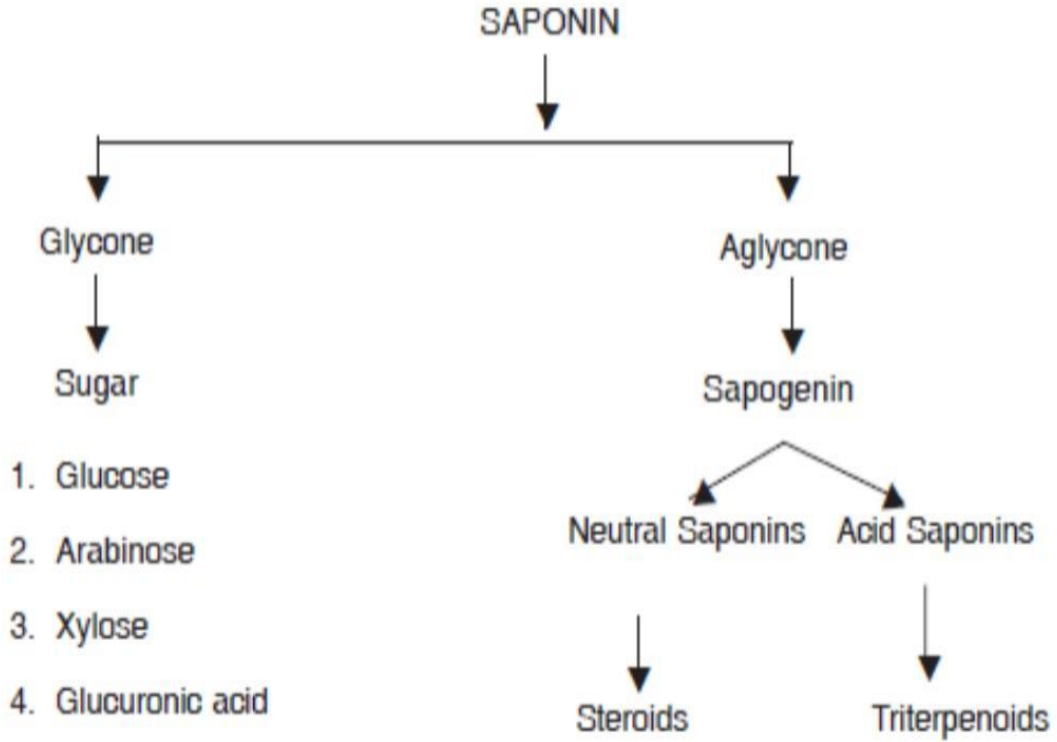 SAPONIN
Glycone
Aglycone
Sugar
Sapogenin
1. Glucose
2. Arabinose
3. Xylose
4. Glucuronic acid
Neutral Saponins
Acid Saponins
Steroids
Triterpenoids